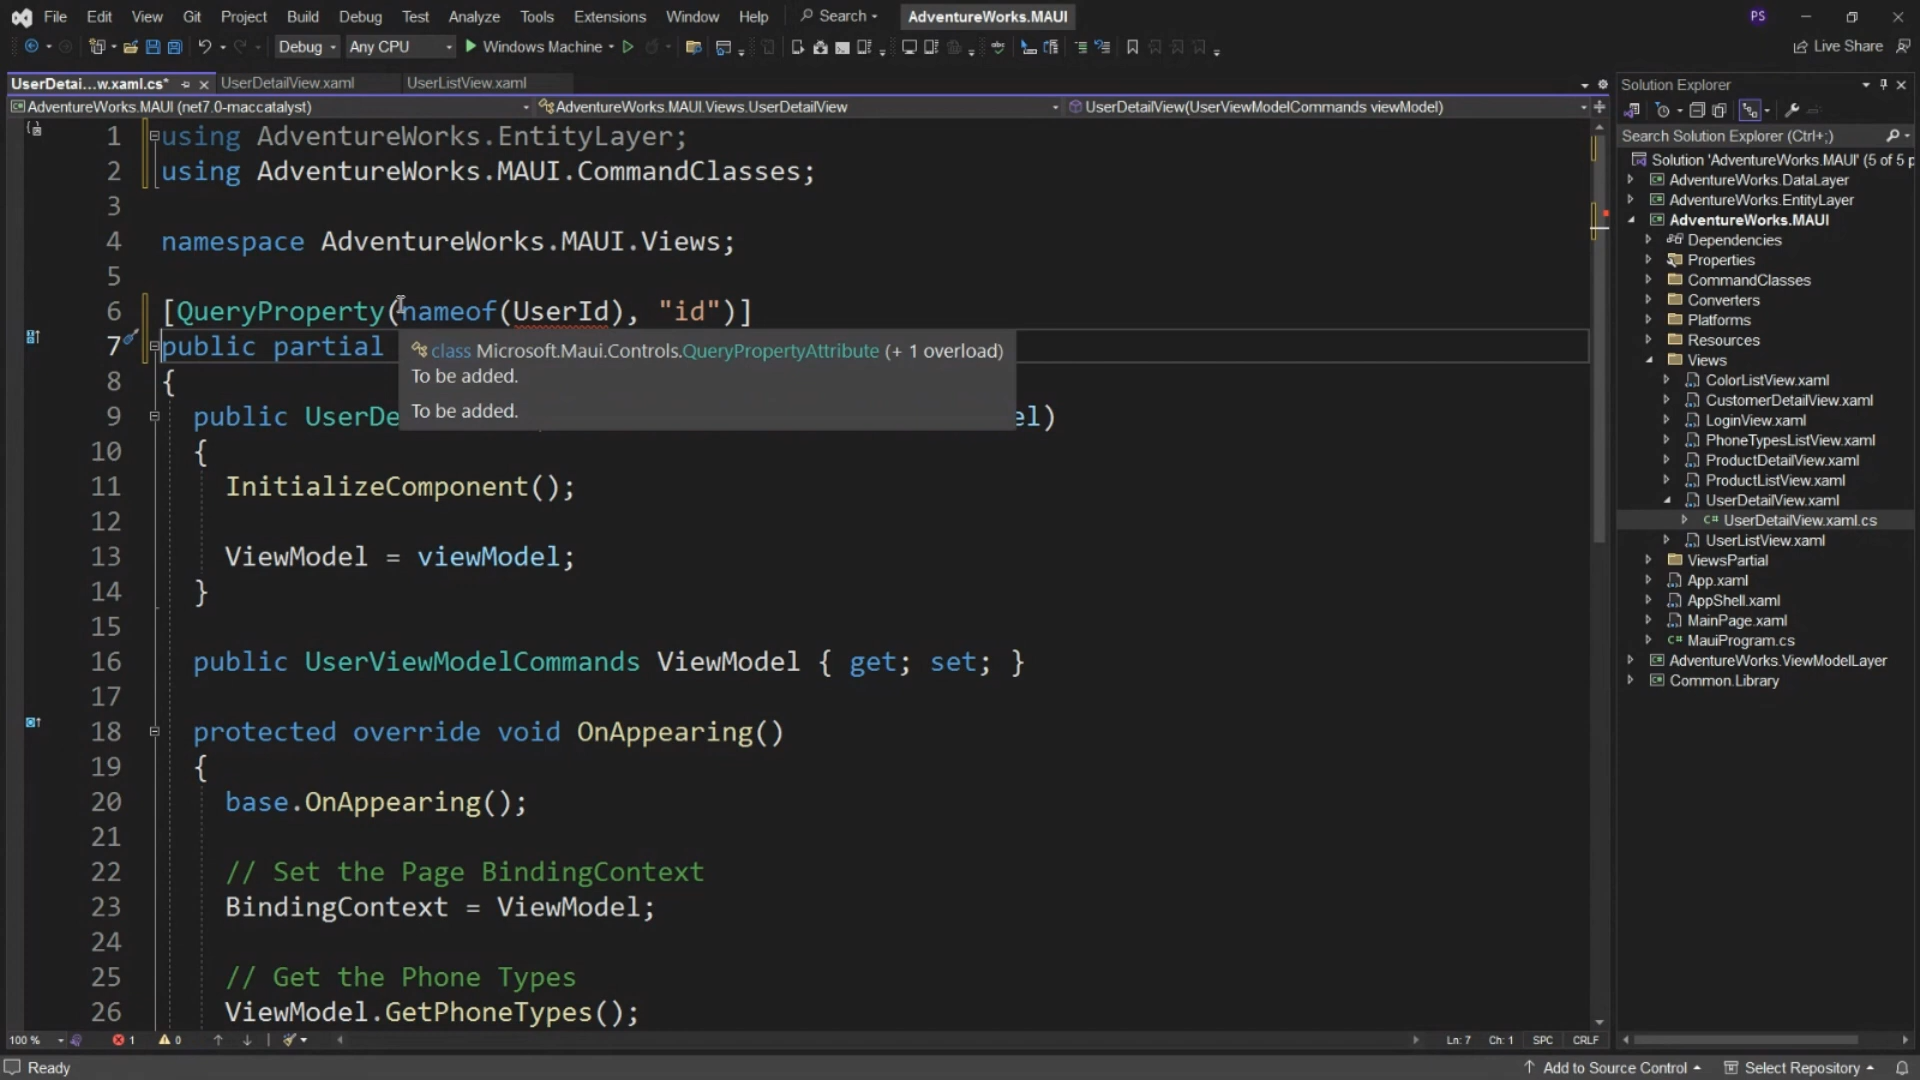 File Edit View Git Project Build Debug Test Analyze Tools Extensions Window Help Search AdventureWorks.MAUI PS
Debug Any CPU Windows Machine Live Share
UserDetai...w.xaml.cs* UserDetailView.xaml UserListView.xaml
AdventureWorks.MAUI (net7.0-maccatalyst) AdventureWorks.MAUI.Views.UserDetailView UserDetailView(UserViewModelCommands viewModel)
1 using AdventureWorks.EntityLayer;
2 using AdventureWorks.MAUI.CommandClasses;
3
4 namespace AdventureWorks.MAUI.Views;
5
6 [QueryProperty(nameof(UserId), "id")]
7 public partial
class Microsoft.Maui.Controls.QueryPropertyAttribute (+ 1 overload)
To be added.
To be added.
8 {
9 public UserDe el)
10 {
11 InitializeComponent();
12
13 ViewModel = viewModel;
14 }
15
16 public UserViewModelCommands ViewModel { get; set; }
17
18 protected override void OnAppearing()
19 {
20 base.OnAppearing();
21
22 // Set the Page BindingContext
23 BindingContext = ViewModel;
24
25 // Get the Phone Types
26 ViewModel.GetPhoneTypes();
100 % 1 0 Ln: 7 Ch: 1 SPC CRLF
Solution Explorer
Search Solution Explorer (Ctrl+;)
Solution 'AdventureWorks.MAUI' (5 of 5 p
AdventureWorks.DataLayer
AdventureWorks.EntityLayer
AdventureWorks.MAUI
Dependencies
Properties
CommandClasses
Converters
Platforms
Resources
Views
ColorListView.xaml
CustomerDetailView.xaml
LoginView.xaml
PhoneTypesListView.xaml
ProductDetailView.xaml
ProductListView.xaml
UserDetailView.xaml
C# UserDetailView.xaml.cs
UserListView.xaml
ViewsPartial
App.xaml
AppShell.xaml
MainPage.xaml
C# MauiProgram.cs
AdventureWorks.ViewModelLayer
Common.Library
Ready Add to Source Control Select Repository